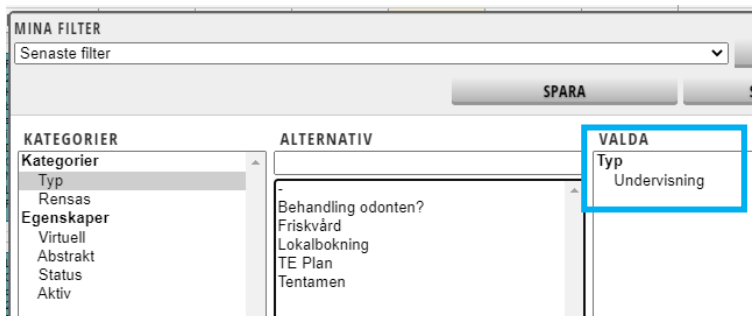 MINA FILTER
Senaste filter
SPARA
KATEGORIER
Kategorier
Typ
Rensas
Egenskaper
Virtuell
Abstrakt
Status
Aktiv
ALTERNATIV
-
Behandling odonten?
Friskvård
Lokalbokning
TE Plan
Tentamen
VALDA
Typ
Undervisning